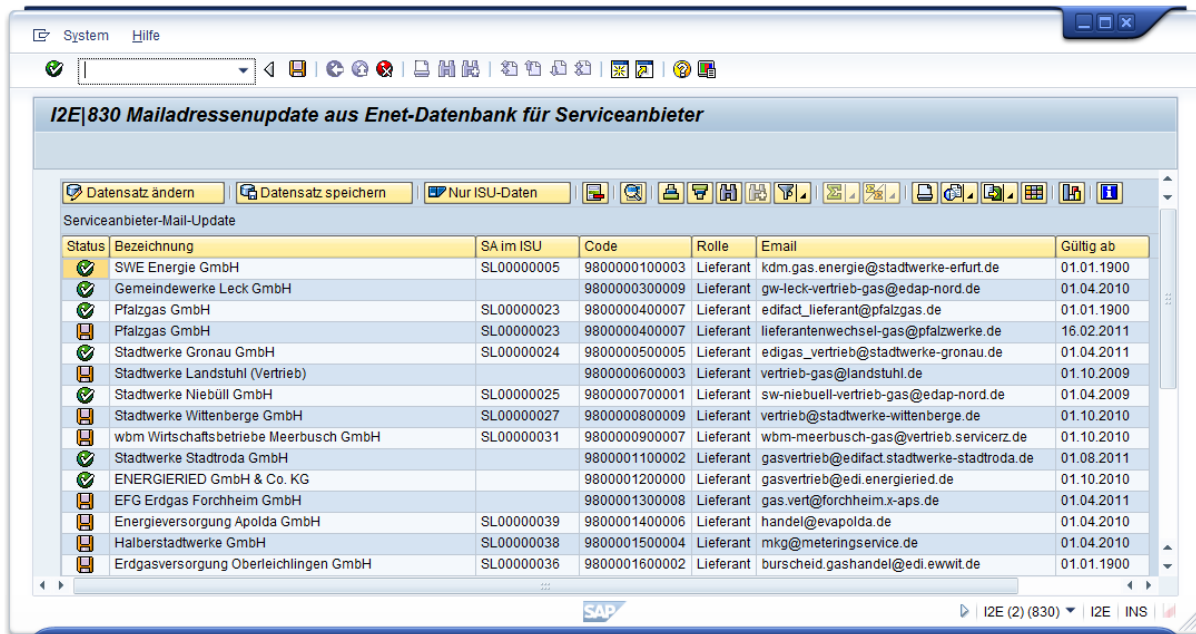 System Hilfe
I2E|830 Mailadressenupdate aus Enet-Datenbank für Serviceanbieter
Datensatz ändern Datensatz speichern Nur ISU-Daten
Serviceanbieter-Mail-Update
Status Bezeichnung SA im ISU Code Rolle Email Gültig ab
SWE Energie GmbH SL00000005 9800000100003 Lieferant kdm.gas.energie@stadtwerke-erfurt.de 01.01.1900
Gemeindewerke Leck GmbH 9800000300009 Lieferant gw-leck-vertrieb-gas@edap-nord.de 01.04.2010
Pfalzgas GmbH SL00000023 9800000400007 Lieferant edifact_lieferant@pfalzgas.de 01.01.1900
Pfalzgas GmbH SL00000023 9800000400007 Lieferant lieferantenwechsel-gas@pfalzwerke.de 16.02.2011
Stadtwerke Gronau GmbH SL00000024 9800000500005 Lieferant edigas_vertrieb@stadtwerke-gronau.de 01.04.2011
Stadtwerke Landstuhl (Vertrieb) 9800000600003 Lieferant vertrieb-gas@landstuhl.de 01.10.2009
Stadtwerke Niebüll GmbH SL00000025 9800000700001 Lieferant sw-niebuell-vertrieb-gas@edap-nord.de 01.04.2009
Stadtwerke Wittenberge GmbH SL00000027 9800000800009 Lieferant vertrieb@stadtwerke-wittenberge.de 01.10.2010
wbm Wirtschaftsbetriebe Meerbusch GmbH SL00000031 9800000900007 Lieferant wbm-meerbusch-gas@vertrieb.servicerz.de 01.10.2010
Stadtwerke Stadtroda GmbH 9800001100002 Lieferant gasvertrieb@edifact.stadtwerke-stadtroda.de 01.08.2011
ENERGIERIED GmbH & Co. KG 9800001200000 Lieferant gasvertrieb@edi.energieried.de 01.10.2010
EFG Erdgas Forchheim GmbH 9800001300008 Lieferant gas.vert@forchheim.x-aps.de 01.04.2011
Energieversorgung Apolda GmbH SL00000039 9800001400006 Lieferant handel@evapolda.de 01.04.2010
Halberstadtwerke GmbH SL00000038 9800001500004 Lieferant mkg@meteringservice.de 01.04.2010
Erdgasversorgung Oberleichlingen GmbH SL00000036 9800001600002 Lieferant burscheid.gashandel@edi.ewwit.de 01.01.1900
SAP I2E (2) (830) I2E INS